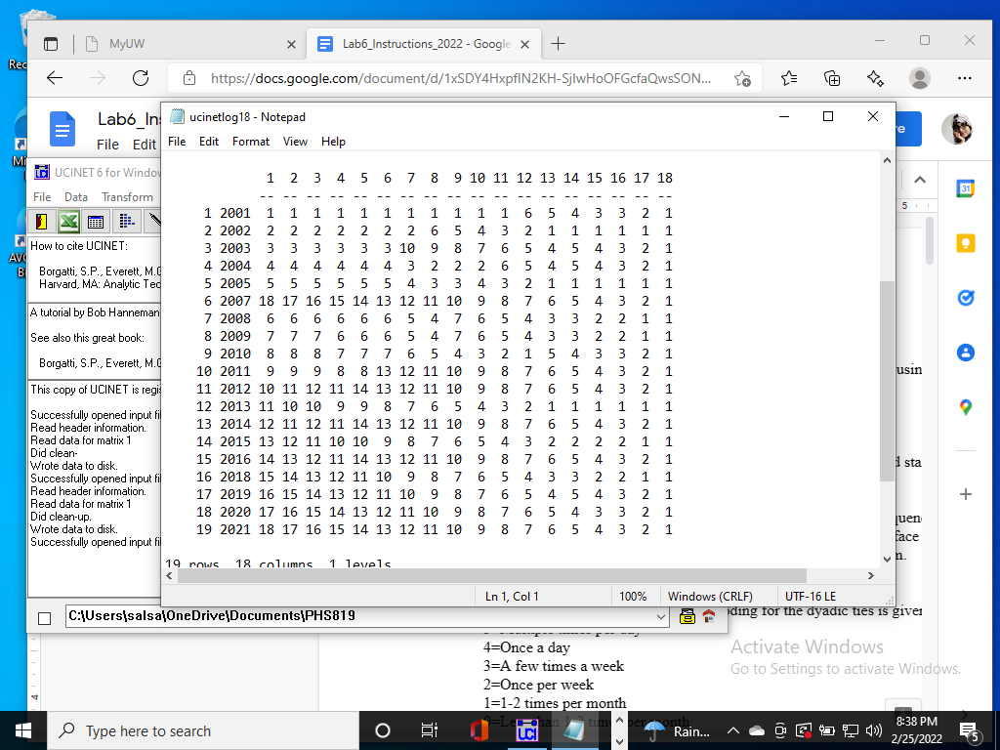 Rec
MyUW
Lab6_Instructions_2022 - Google
https://docs.google.com/document/d/1xSDY4HxpfIN2KH-SjlwHoOFGcfaQwsSON...
Lab6_Ins
File Edit
ucinetlog18 - Notepad
File Edit Format View Help
UCINET 6 for Window
File Data Transform
How to cite UCINET:
Borgatti, S.P., Everett, M.G
Harvard, MA: Analytic Tec
A tutorial by Bob Hanneman
See also this great book:
Borgatti, S.P., Everett, M.G
This copy of UCINET is regis
Successfully opened input fil
Read header information.
Read data for matrix 1
Did clean-
Wrote data to disk.
Successfully opened input fil
Read header information.
Read data for matrix 1
Did clean-up.
Wrote data to disk.
Successfully opened input fil
1 2 3 4 5 6 7 8 9 10 11 12 13 14 15 16 17 18
-- -- -- -- -- -- -- -- -- -- -- -- -- -- -- -- -- --
1 2001 1 1 1 1 1 1 1 1 1 1 1 6 5 4 3 3 2 1
2 2002 2 2 2 2 2 2 2 6 5 4 3 2 1 1 1 1 1 1
3 2003 3 3 3 3 3 3 10 9 8 7 6 5 4 5 4 3 2 1
4 2004 4 4 4 4 4 4 3 2 2 2 6 5 4 5 4 3 2 1
5 2005 5 5 5 5 5 5 4 3 3 4 3 2 1 1 1 1 1 1
6 2007 18 17 16 15 14 13 12 11 10 9 8 7 6 5 4 3 2 1
7 2008 6 6 6 6 6 6 5 4 7 6 5 4 3 3 2 2 1 1
8 2009 7 7 7 6 6 6 5 4 7 6 5 4 3 3 2 2 1 1
9 2010 8 8 8 7 7 7 6 5 4 3 2 1 5 4 3 3 2 1
10 2011 9 9 9 8 8 13 12 11 10 9 8 7 6 5 4 3 2 1
11 2012 10 11 12 11 14 13 12 11 10 9 8 7 6 5 4 3 2 1
12 2013 11 10 10 9 9 8 7 6 5 4 3 2 1 1 1 1 1 1
13 2014 12 11 12 11 14 13 12 11 10 9 8 7 6 5 4 3 2 1
14 2015 13 12 11 10 10 9 8 7 6 5 4 3 2 2 2 2 1 1
15 2016 14 13 12 11 14 13 12 11 10 9 8 7 6 5 4 3 2 1
16 2018 15 14 13 12 11 10 9 8 7 6 5 4 3 3 2 2 1 1
17 2019 16 15 14 13 12 11 10 9 8 7 6 5 4 5 4 3 2 1
18 2020 17 16 15 14 13 12 11 10 9 8 7 6 5 4 3 3 2 1
19 2021 18 17 16 15 14 13 12 11 10 9 8 7 6 5 4 3 2 1
19 rows, 18 columns, 1 levels
Ln 1, Col 1 100% Windows (CRLF) UTF-16 LE
C:\Users\salsa\OneDrive\Documents\PHS819
5
31
usin
d sta
quenc
face
m.
oding for the dyadic ties is given
4=Once a day
3=A few times a week
2=Once per week
1=1-2 times per month
Activate Windows
Go to Settings to activate Windows.
Type here to search
Rain...
8:38 PM
2/25/2022
5